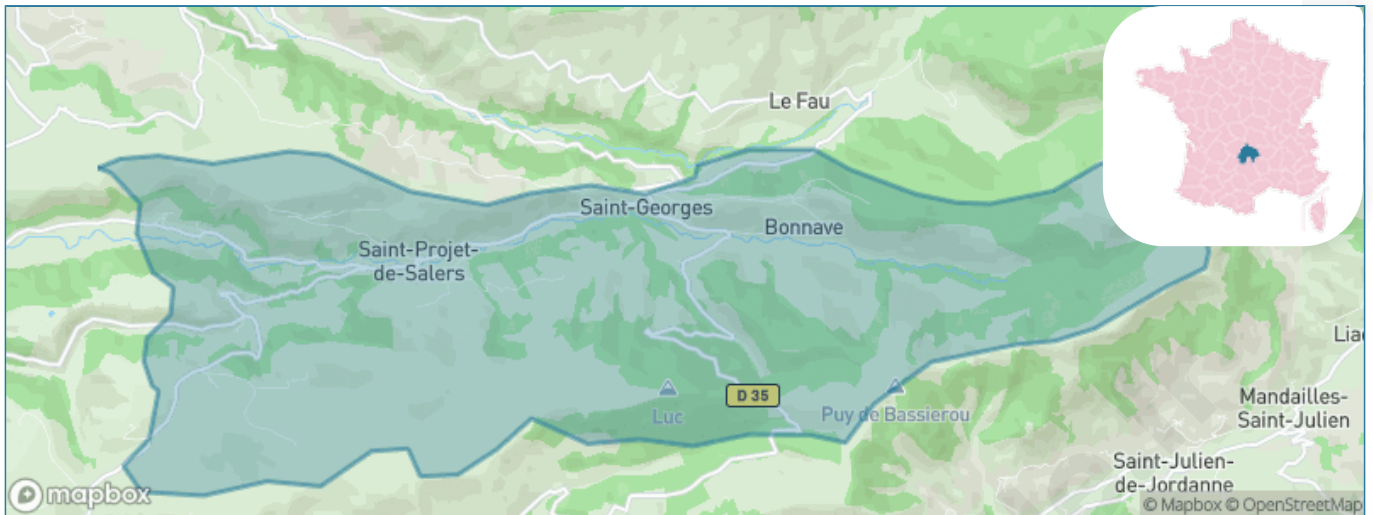 Le Fau
Saint-Georges
Bonnave
Saint-Projet-
de-Salers
Liac
D 35
Luc
Puy de Bassierou
Mandailles-
Saint-Julien
Saint-Julien-
de-Jordanne
mapbox
© Mapbox © OpenStreetMap